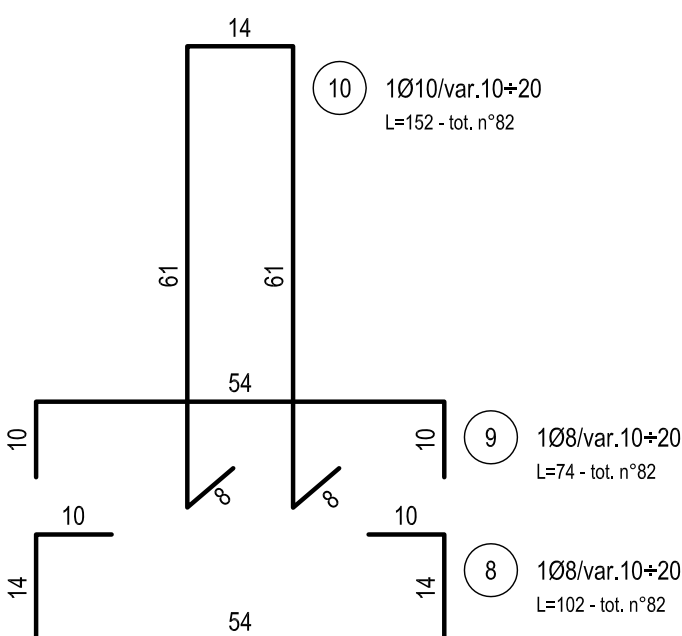 14
10 1Ø10/var.10÷20
L=152 - tot. n°82
61 61
54
10 10 9 1Ø8/var.10÷20
L=74 - tot. n°82
8 8
10 10
14 14 8 1Ø8/var.10÷20
L=102 - tot. n°82
54